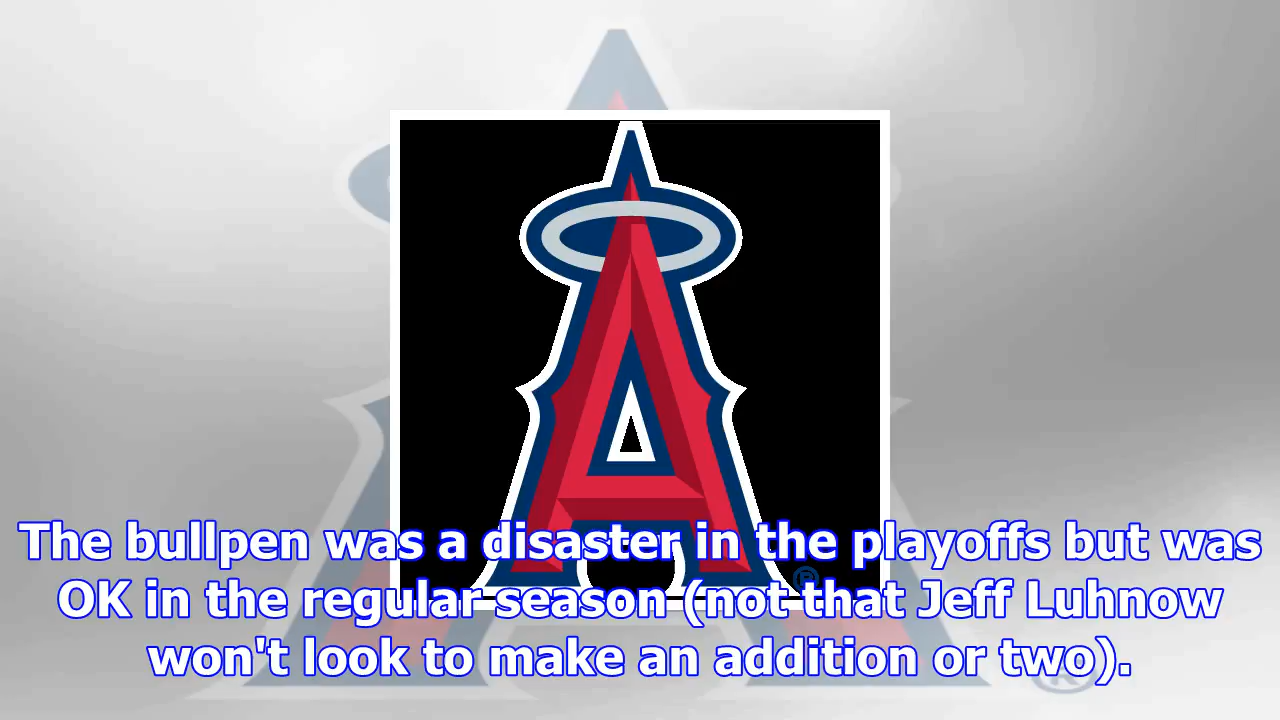 The bullpen was a disaster in the playoffs but was
OK in the regular season (not that Jeff Luhnow
won't look to make an addition or two).
A
®